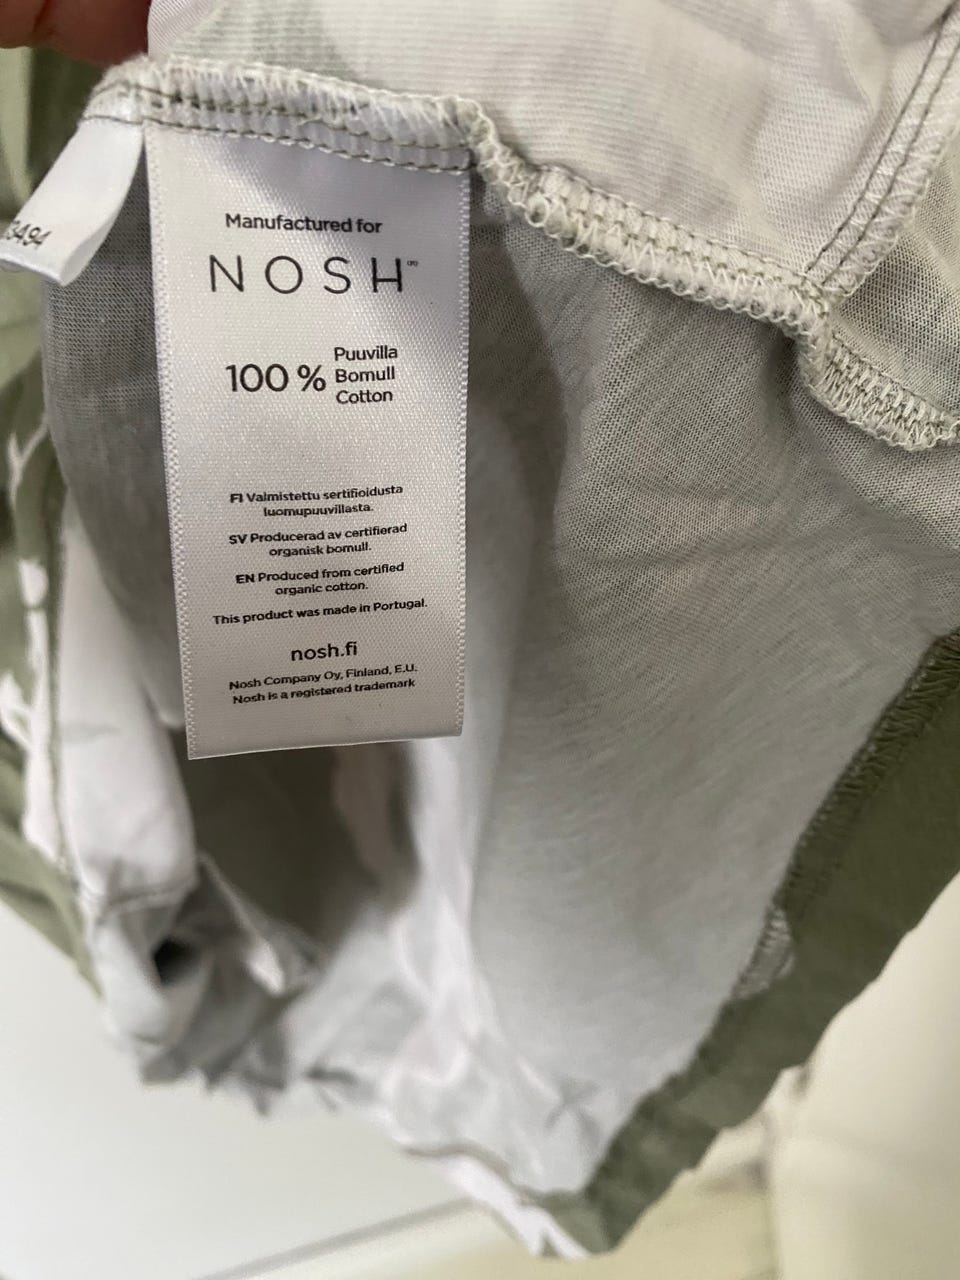 3494
Manufactured for
NOSH™
100 % Puuvilla
Bomull
Cotton
FI Valmistettu sertifioidusta
luomupuuvillasta.
SV Producerad av certifierad
organisk bomull.
EN Produced from certified
organic cotton.
This product was made in Portugal.
nosh.fi
Nosh Company Oy, Finland, E.U.
Nosh is a registered trademark